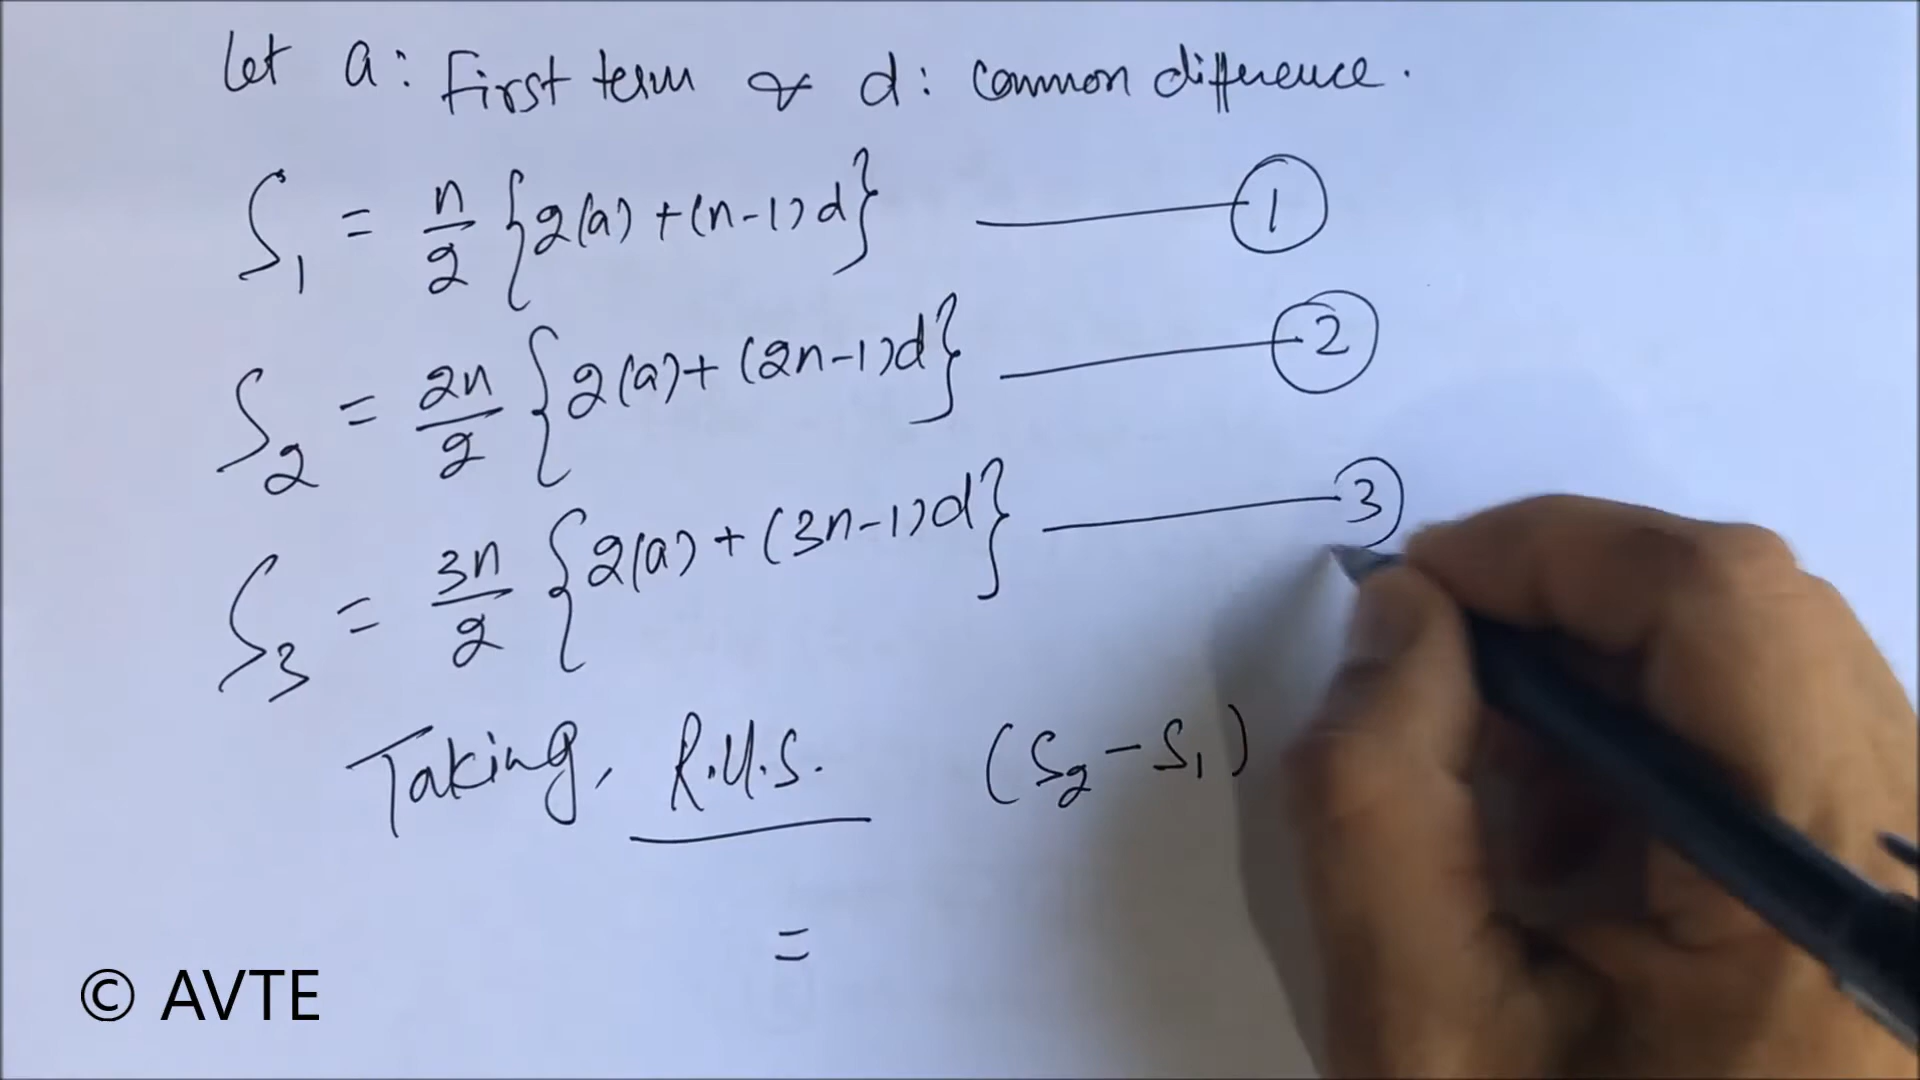 Let a: First term & d: Common difference.
S₁ = n/2 {2(a) + (n-1)d} ——— ①
S₂ = 2n/2 {2(a) + (2n-1)d} ——— ②
S₃ = 3n/2 {2(a) + (3n-1)d} ——— ③
Taking, R.H.S. (S₂ - S₁)
=
© AVTE